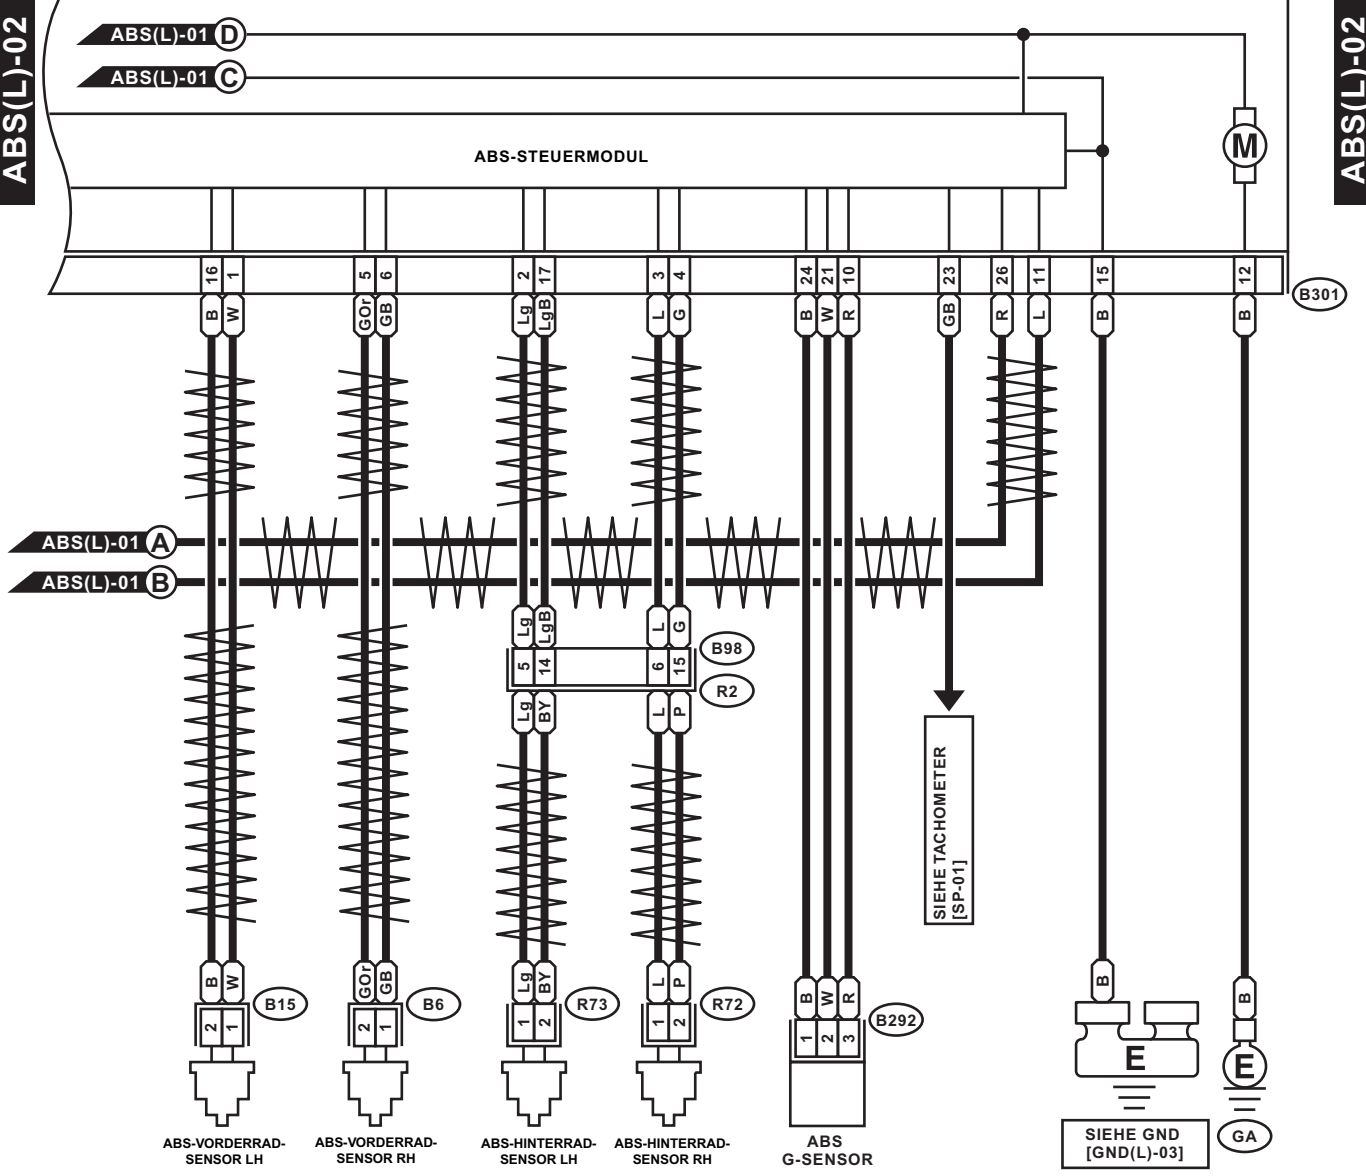 ABS(L)-02
ABS(L)-02
ABS(L)-01 D
ABS(L)-01 C
ABS-STEUERMODUL
M
16 1 5 6 2 17 3 4 24 21 10 23 26 11 15 12
B301
B W GOr GB Lg LgB L G B W R GB R L B B
ABS(L)-01 A
ABS(L)-01 B
Lg LgB L G
B98
5 14 6 15
R2
Lg BY L P
SIEHE TACHOMETER
[SP-01]
B W GOr GB Lg BY L P B W R B B
B15 B6 R73 R72 B292
2 1 2 1 1 2 1 2 1 2 3
E E
ABS-VORDERRAD-
SENSOR LH
ABS-VORDERRAD-
SENSOR RH
ABS-HINTERRAD-
SENSOR LH
ABS-HINTERRAD-
SENSOR RH
ABS
G-SENSOR
SIEHE GND
[GND(L)-03]
GA